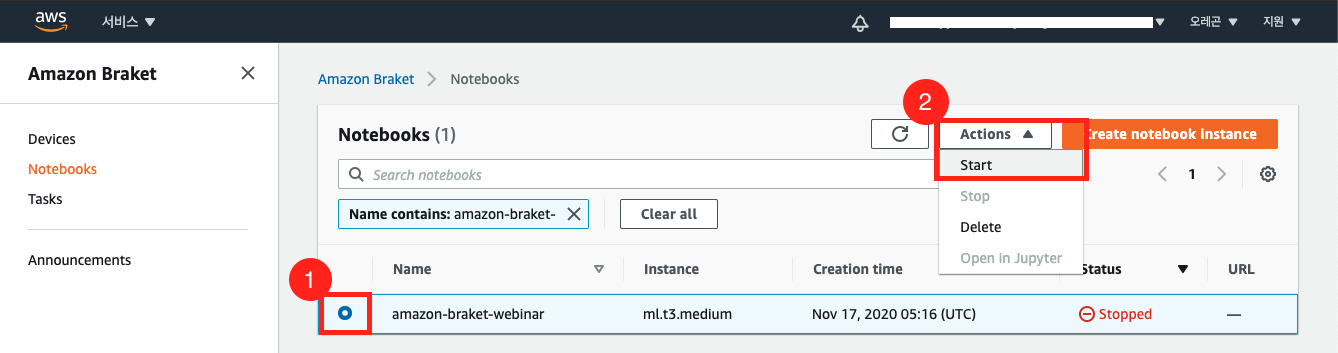 aws 서비스 오레곤 지원
Amazon Braket
Devices
Notebooks
Tasks
Announcements
Amazon Braket Notebooks
2
Notebooks (1)
Actions
Create notebook instance
Start
Stop
Delete
Open in Jupyter
Search notebooks
1
Name contains: amazon-braket-
Clear all
Name Instance Creation time Status URL
1
amazon-braket-webinar ml.t3.medium Nov 17, 2020 05:16 (UTC) Stopped —